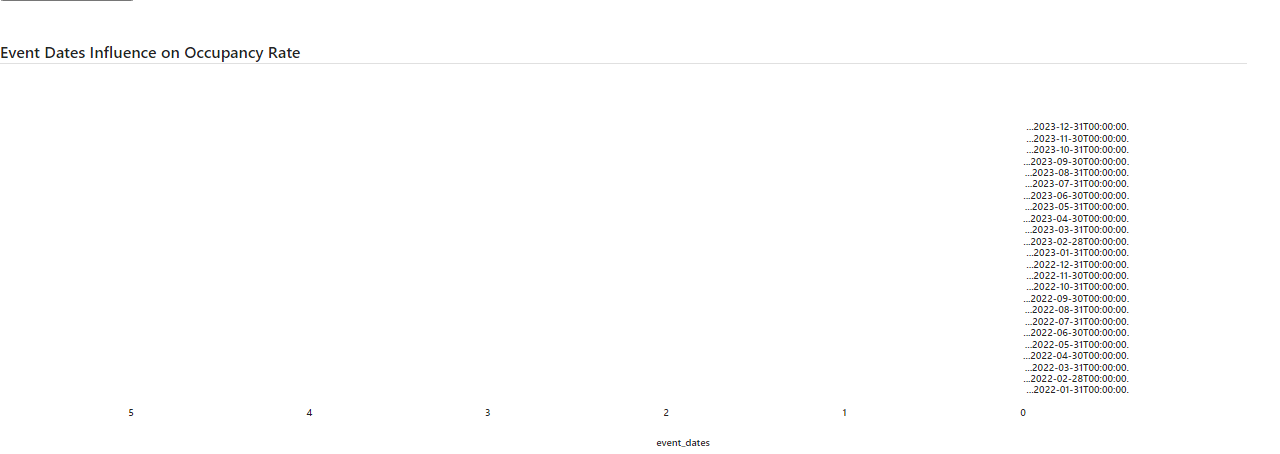 Event Dates Influence on Occupancy Rate
...2023-12-31T00:00:00.
...2023-11-30T00:00:00.
...2023-10-31T00:00:00.
...2023-09-30T00:00:00.
...2023-08-31T00:00:00.
...2023-07-31T00:00:00.
...2023-06-30T00:00:00.
...2023-05-31T00:00:00.
...2023-04-30T00:00:00.
...2023-03-31T00:00:00.
...2023-02-28T00:00:00.
...2023-01-31T00:00:00.
...2022-12-31T00:00:00.
...2022-11-30T00:00:00.
...2022-10-31T00:00:00.
...2022-09-30T00:00:00.
...2022-08-31T00:00:00.
...2022-07-31T00:00:00.
...2022-06-30T00:00:00.
...2022-05-31T00:00:00.
...2022-04-30T00:00:00.
...2022-03-31T00:00:00.
...2022-02-28T00:00:00.
...2022-01-31T00:00:00.
5 4 3 2 1 0
event_dates